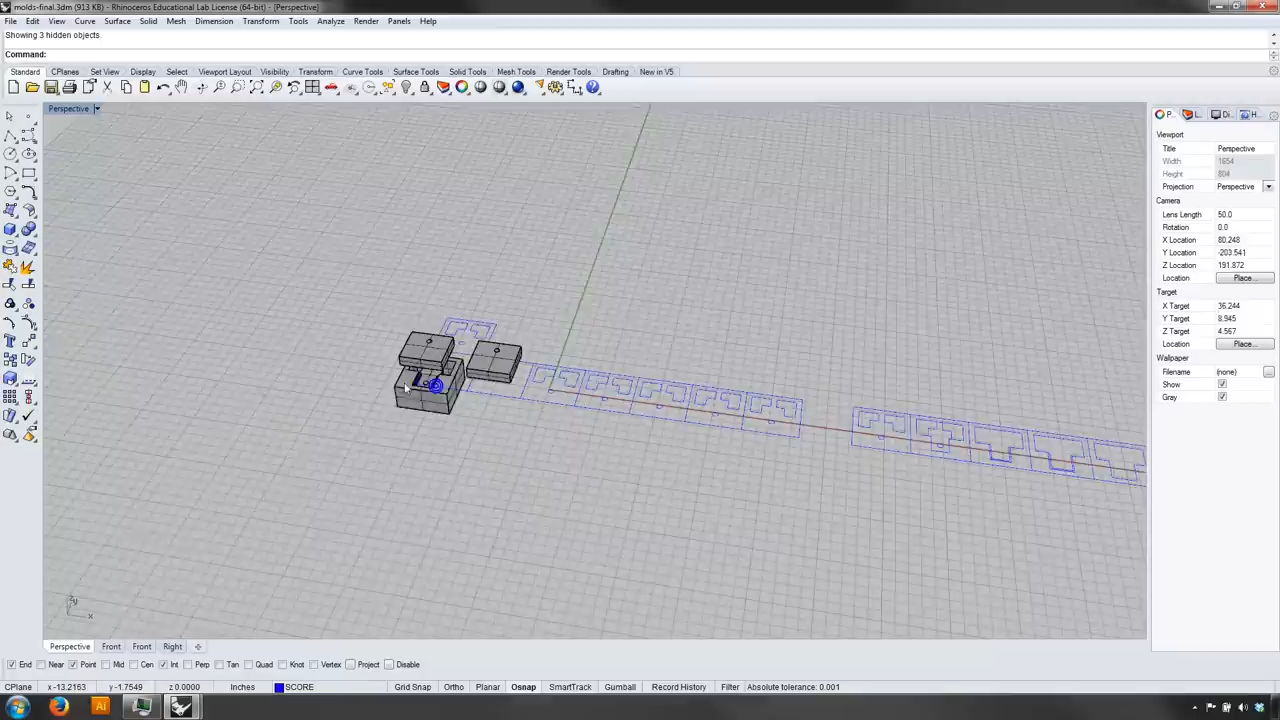 molds-final.3dm (913 KB) - Rhinoceros Educational Lab License (64-bit) - [Perspective]
File Edit View Curve Surface Solid Mesh Dimension Transform Tools Analyze Render Panels Help
Showing 3 hidden objects.
Command:
Standard CPlanes Set View Display Select Viewport Layout Visibility Transform Curve Tools Surface Tools Solid Tools Mesh Tools Render Tools Drafting New in V5
Perspective
P... L... Di... H...
Viewport
Title Perspective
Width 1654
Height 804
Projection Perspective
Camera
Lens Length 50.0
Rotation 0.0
X Location 80.248
Y Location -203.541
Z Location 191.872
Location Place...
Target
X Target 36.244
Y Target 8.945
Z Target 4.567
Location Place...
Wallpaper
Filename (none) ...
Show
Gray
x
Perspective Front Front Right
End Near Point Mid Cen Int Perp Tan Quad Knot Vertex Project Disable
CPlane x -13.2153 y -1.7549 z 0.0000 Inches SCORE Grid Snap Ortho Planar Osnap SmartTrack Gumball Record History Filter Absolute tolerance: 0.001
Ai